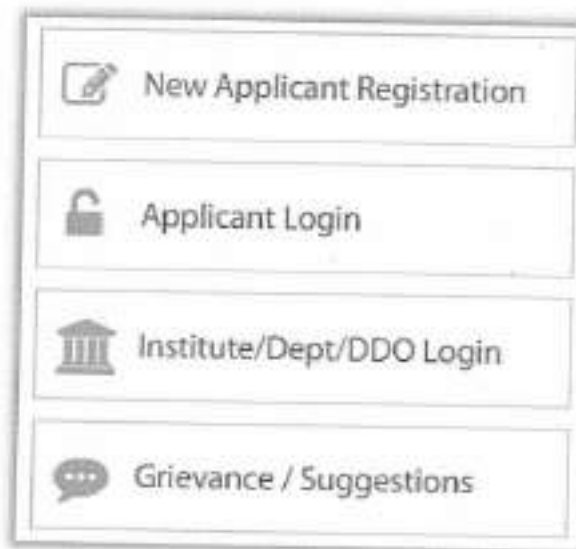 New Applicant Registration
Applicant Login
Institute/Dept/DDO Login
Grievance / Suggestions